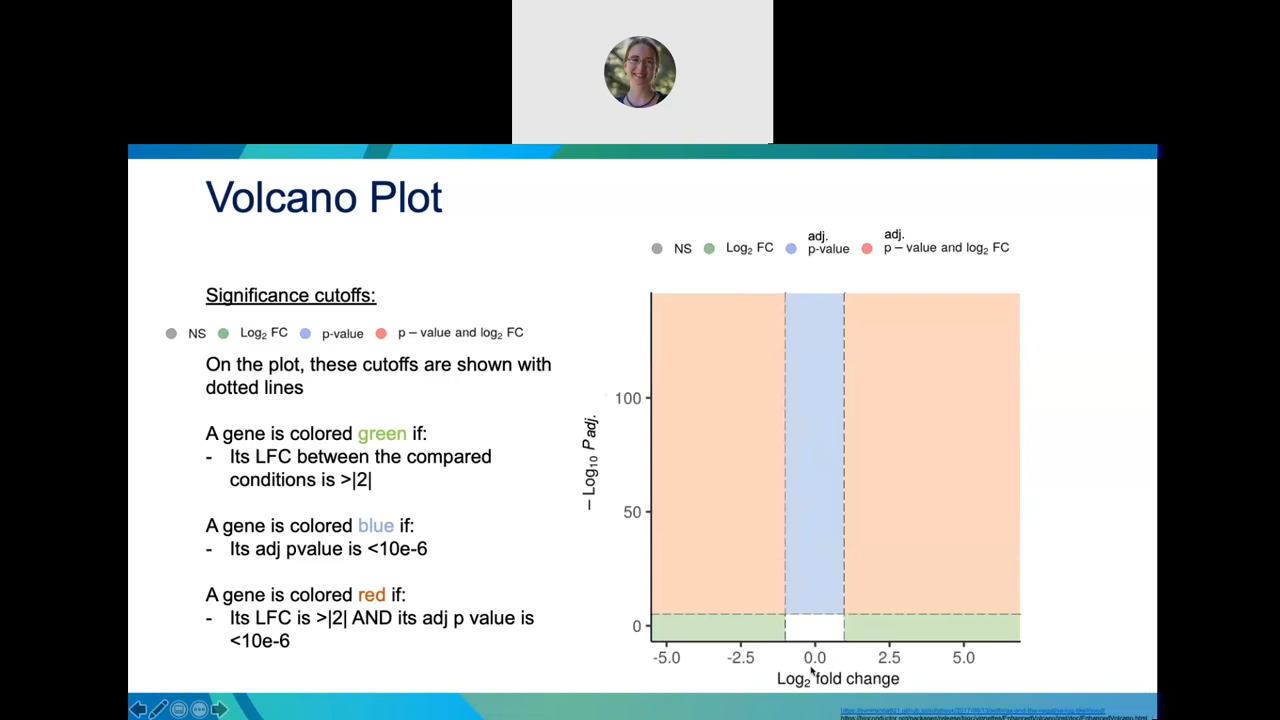 Volcano Plot
adj. adj.
NS Log2 FC p-value p – value and log2 FC
Significance cutoffs:
NS Log2 FC p-value p – value and log2 FC
On the plot, these cutoffs are shown with
dotted lines
A gene is colored green if:
- Its LFC between the compared
conditions is >|2|
A gene is colored blue if:
- Its adj pvalue is <10e-6
A gene is colored red if:
- Its LFC is >|2| AND its adj p value is
<10e-6
– Log10 P adj.
100
50
0
-5.0 -2.5 0.0 2.5 5.0
Log2 fold change